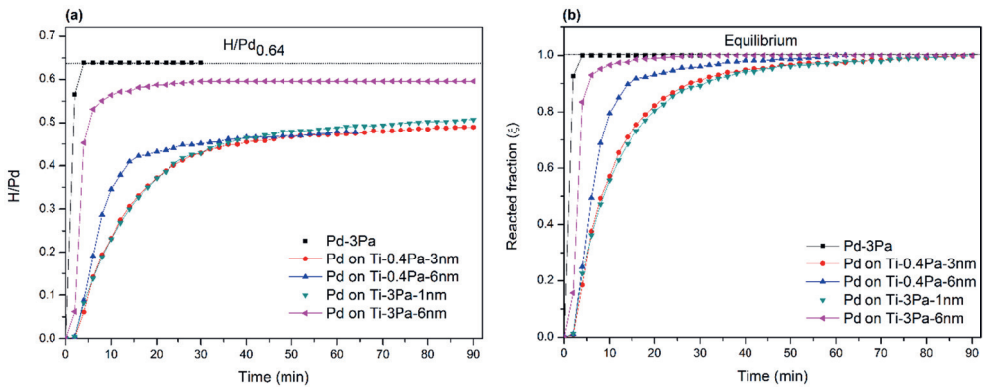 (a)
H/Pd0.64
0.7
0.6
0.5
0.4
0.3
0.2
0.1
0.0
H/Pd
Pd-3Pa
Pd on Ti-0.4Pa-3nm
Pd on Ti-0.4Pa-6nm
Pd on Ti-3Pa-1nm
Pd on Ti-3Pa-6nm
0 10 20 30 40 50 60 70 80 90
Time (min)
(b)
Equilibrium
1.0
0.8
0.6
0.4
0.2
0.0
Reacted fraction (ξ)
Pd-3Pa
Pd on Ti-0.4Pa-3nm
Pd on Ti-0.4Pa-6nm
Pd on Ti-3Pa-1nm
Pd on Ti-3Pa-6nm
0 10 20 30 40 50 60 70 80 90
Time (min)